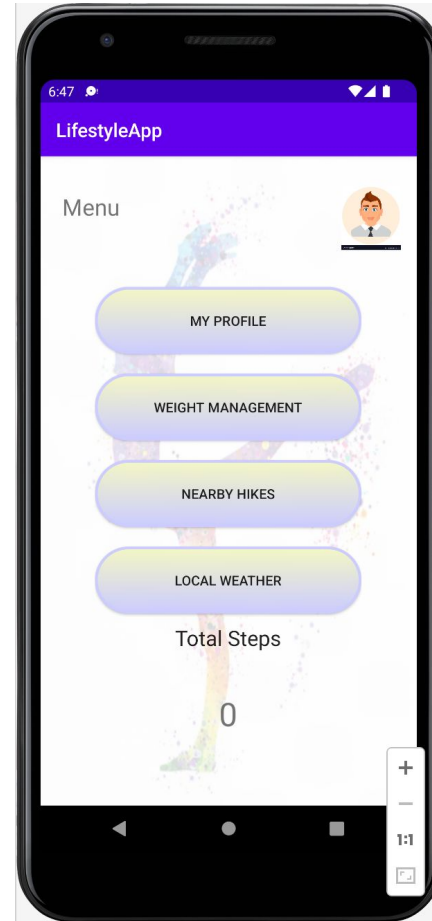 6:47
LifestyleApp
Menu
MY PROFILE
WEIGHT MANAGEMENT
NEARBY HIKES
LOCAL WEATHER
Total Steps
0
1:1